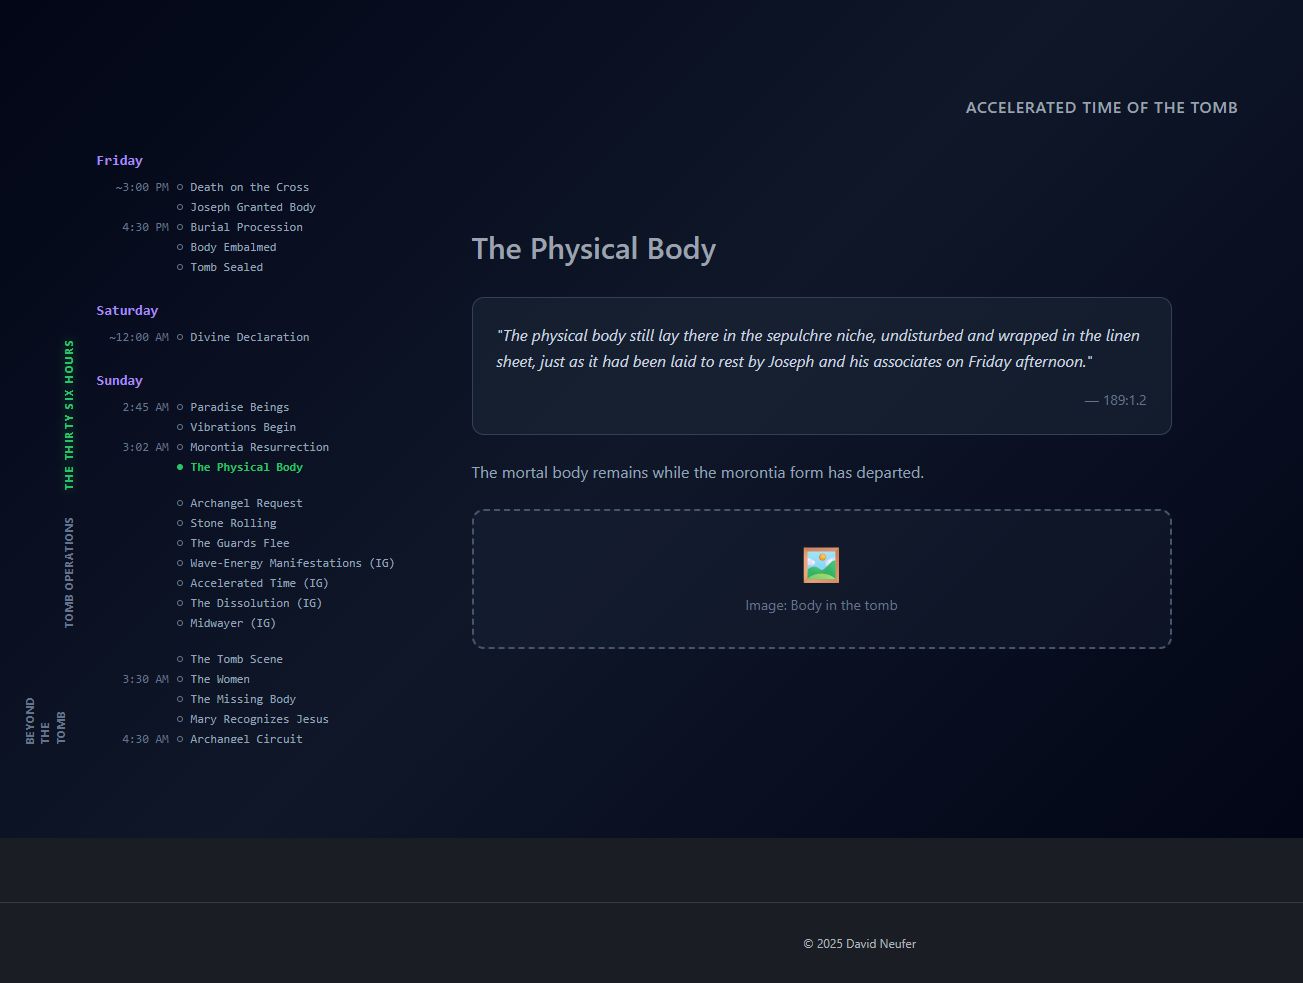 ACCELERATED TIME OF THE TOMB
Friday
~3:00 PM Death on the Cross
Joseph Granted Body
4:30 PM Burial Procession
Body Embalmed
Tomb Sealed
Saturday
~12:00 AM Divine Declaration
THE THIRTY SIX HOURS
Sunday
2:45 AM Paradise Beings
Vibrations Begin
3:02 AM Morontia Resurrection
The Physical Body
TOMB OPERATIONS
Archangel Request
Stone Rolling
The Guards Flee
Wave-Energy Manifestations (IG)
Accelerated Time (IG)
The Dissolution (IG)
Midwayer (IG)
BEYOND
THE
TOMB
The Tomb Scene
3:30 AM The Women
The Missing Body
Mary Recognizes Jesus
4:30 AM Archangel Circuit
The Physical Body
"The physical body still lay there in the sepulchre niche, undisturbed and wrapped in the linen
sheet, just as it had been laid to rest by Joseph and his associates on Friday afternoon."
— 189:1.2
The mortal body remains while the morontia form has departed.
Image: Body in the tomb
© 2025 David Neufer